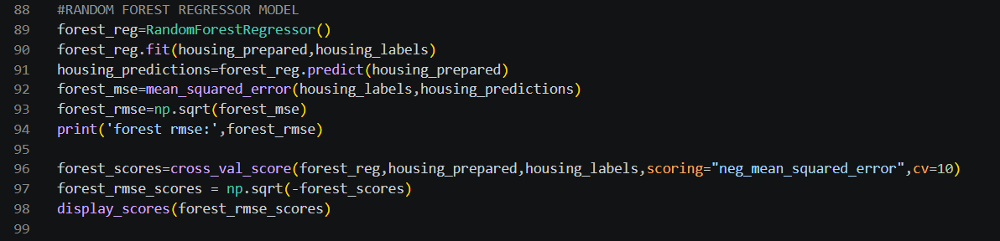 88 #RANDOM FOREST REGRESSOR MODEL
89 forest_reg=RandomForestRegressor()
90 forest_reg.fit(housing_prepared,housing_labels)
91 housing_predictions=forest_reg.predict(housing_prepared)
92 forest_mse=mean_squared_error(housing_labels,housing_predictions)
93 forest_rmse=np.sqrt(forest_mse)
94 print('forest rmse:',forest_rmse)
95
96 forest_scores=cross_val_score(forest_reg,housing_prepared,housing_labels,scoring="neg_mean_squared_error",cv=10)
97 forest_rmse_scores = np.sqrt(-forest_scores)
98 display_scores(forest_rmse_scores)
99